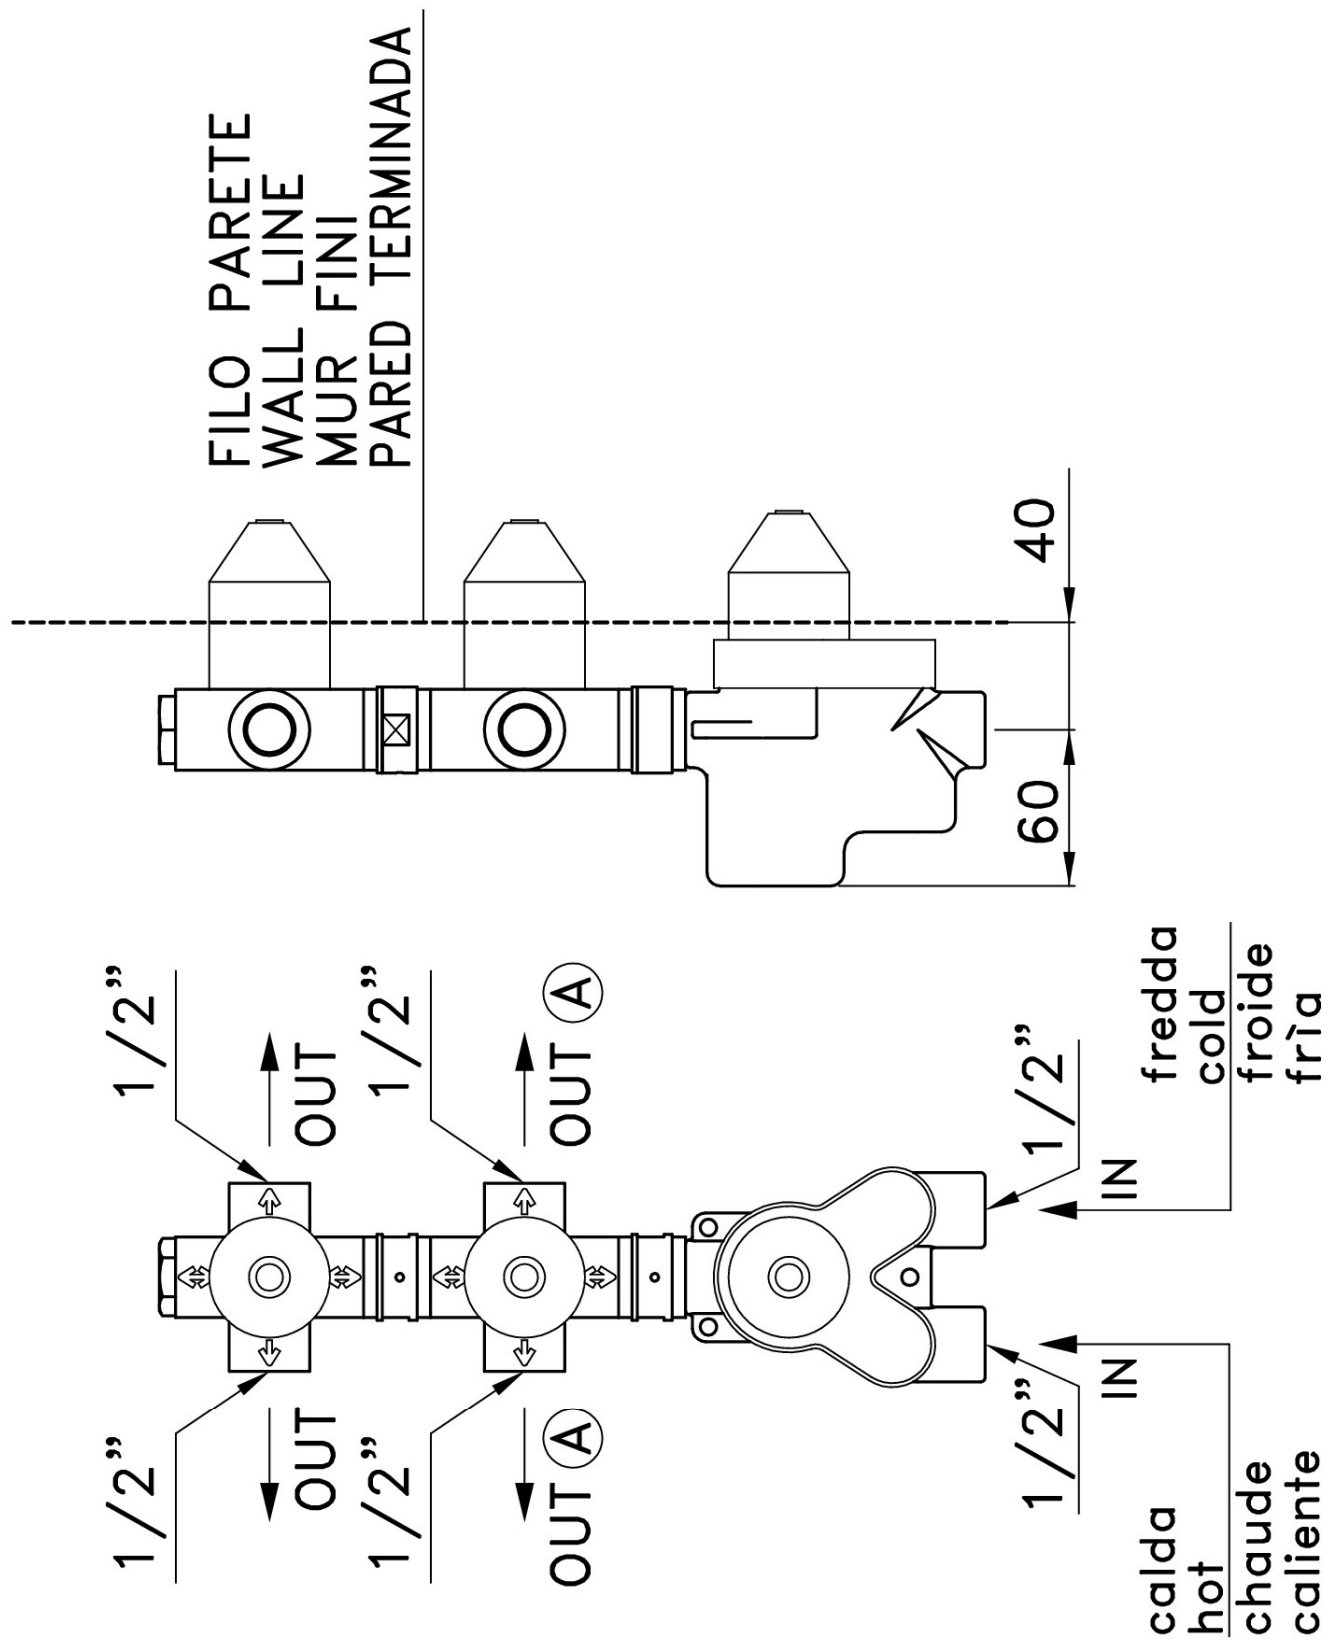 1/2"
1/2"
OUT
OUT
1/2"
1/2"
OUT A
OUT A
1/2"
1/2"
IN
IN
calda
hot
chaude
caliente
fredda
cold
froide
frìa
FILO PARETE
WALL LINE
MUR FINI
PARED TERMINADA
60
40